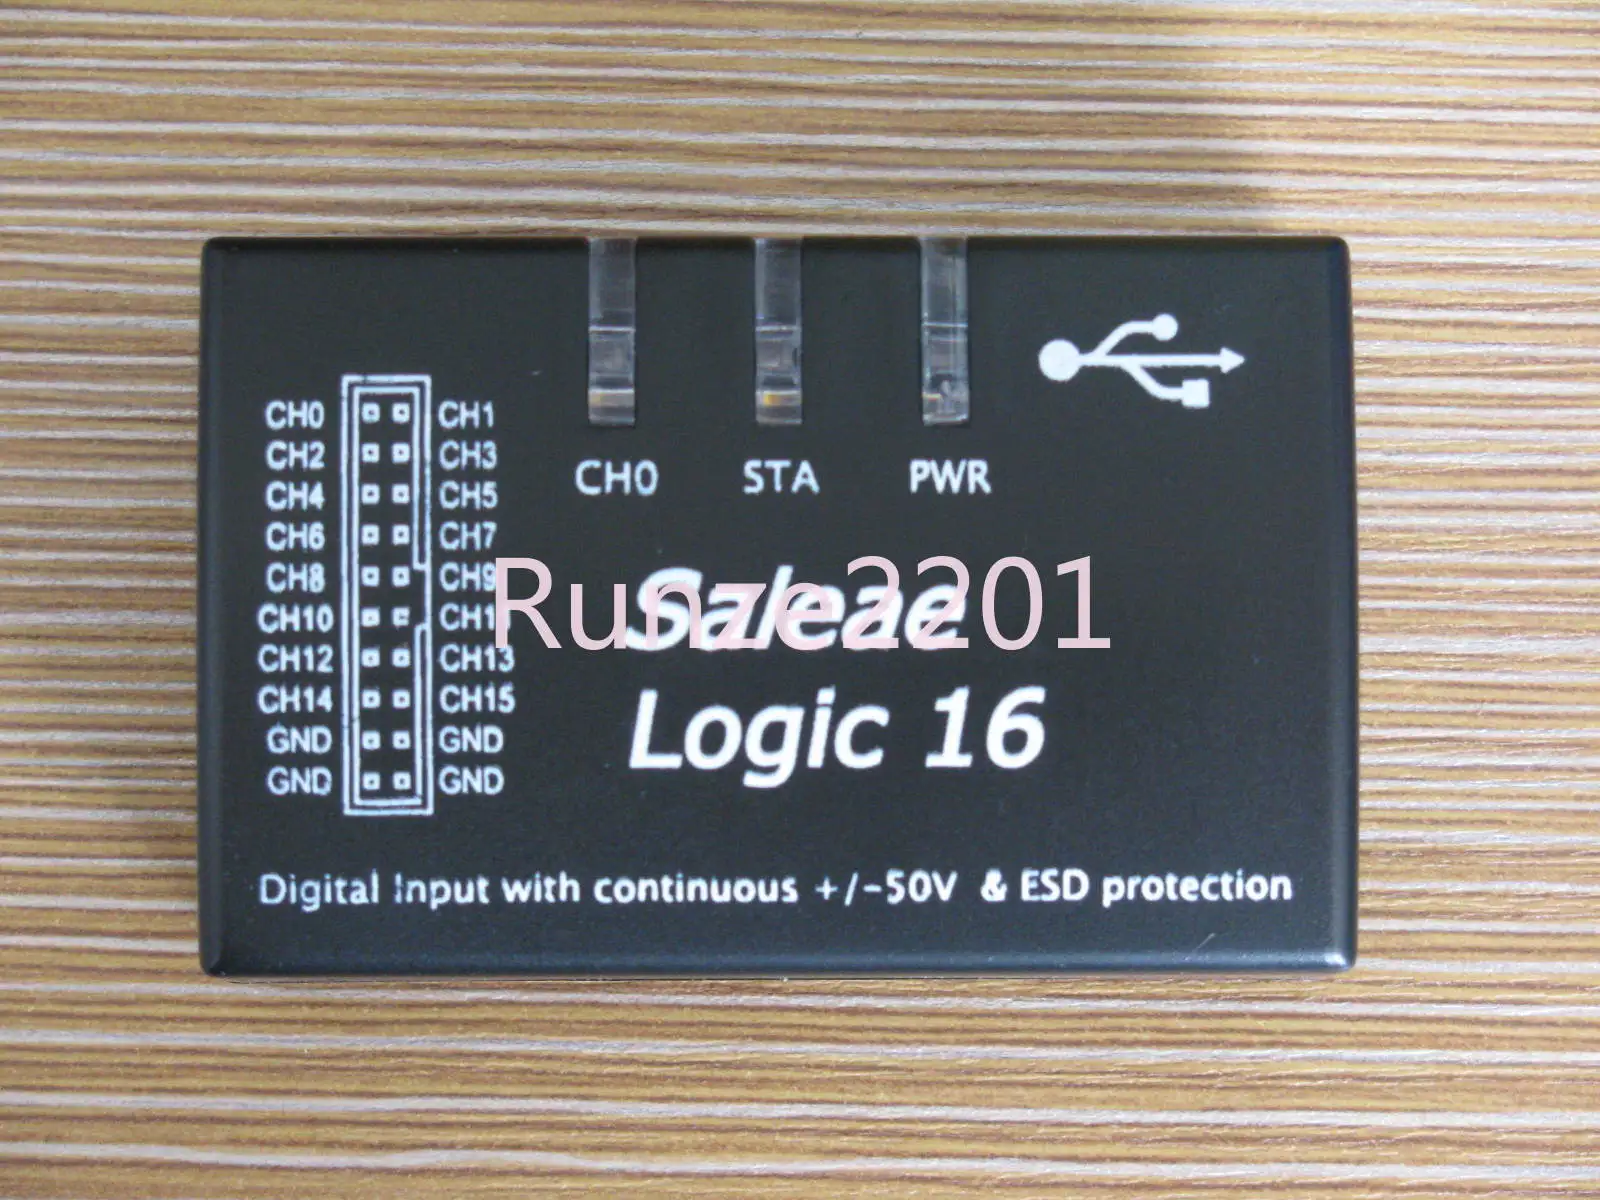 CH0 CH1
CH2 CH3
CH4 CH5
CH6 CH7
CH8 CH9
CH10
CH12 CH13
CH14 CH15
GND GND
GND GND
CH0 STA PWR
Runze2201
Saleae
Logic 16
Digital Input with continuous +/-50V & ESD protection